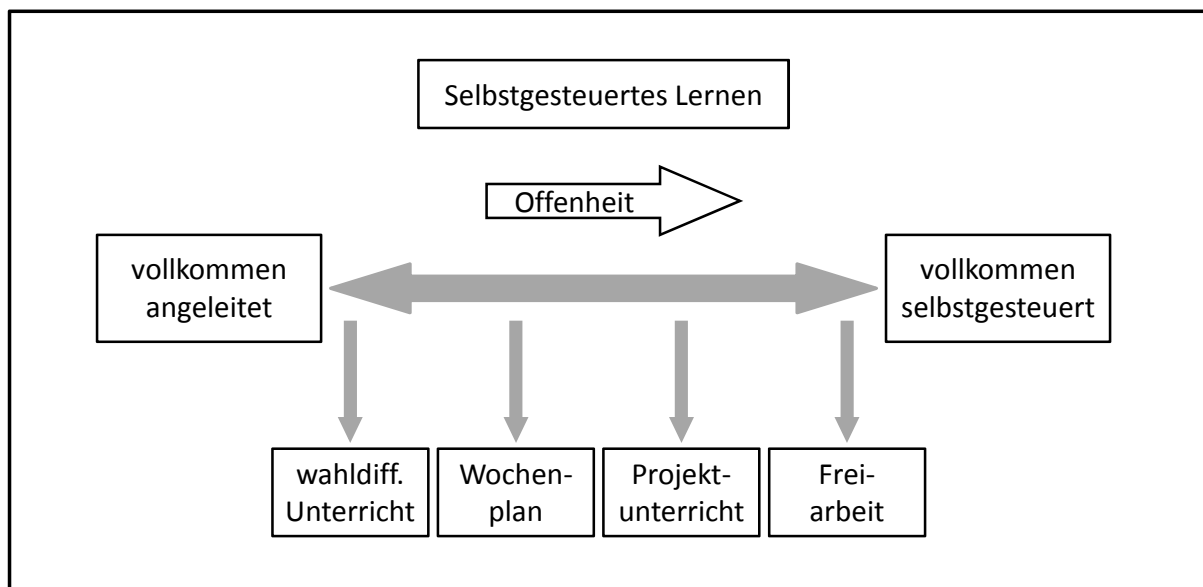 Selbstgesteuertes Lernen
Offenheit
vollkommen
angeleitet
vollkommen
selbstgesteuert
wahldiff.
Unterricht
Wochen-
plan
Projekt-
unterricht
Frei-
arbeit